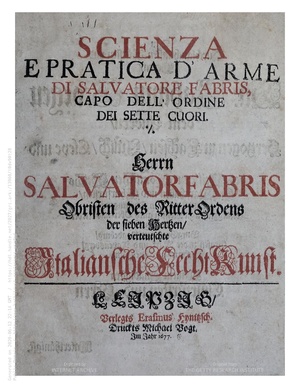 SCIENZA
E PRATICA D' ARME
DI SALVATORE FABRIS,
CAPO DELL' ORDINE
DEI SETTE CUORI.
Herrn
SALVATOR FABRIS
Obristen des Ritter-Ordens
der sieben Hertzen/
verteutschte
Italiänsche Fecht-Kunst.
LEIPZIG/
Verlegts Erasmus Hynitzsch.
Druckts Michael Vogt.
Im Jahr 1677.